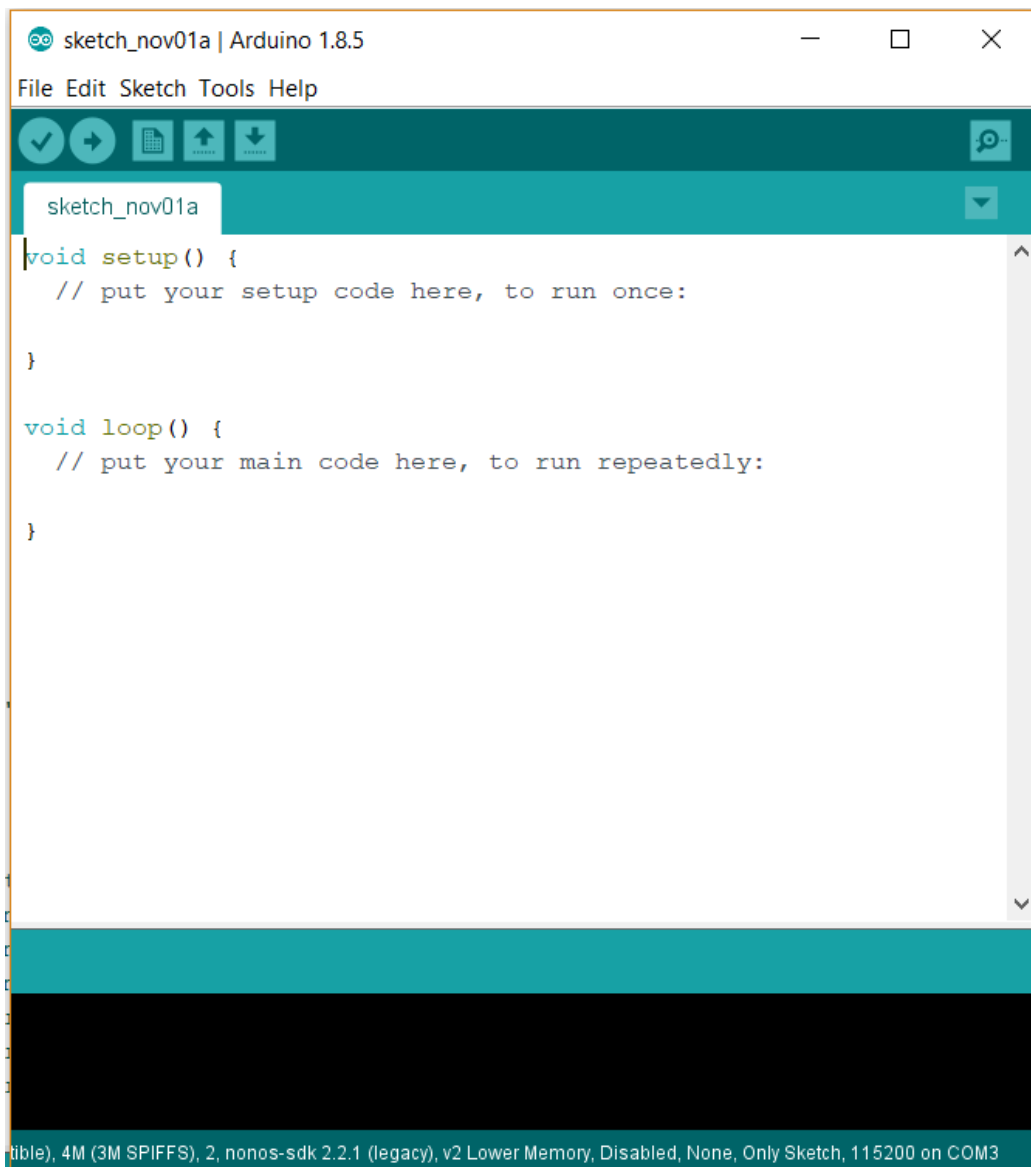 sketch_nov01a | Arduino 1.8.5
File Edit Sketch Tools Help
sketch_nov01a
void setup() {
  // put your setup code here, to run once:
}
void loop() {
  // put your main code here, to run repeatedly:
}
tible), 4M (3M SPIFFS), 2, nonos-sdk 2.2.1 (legacy), v2 Lower Memory, Disabled, None, Only Sketch, 115200 on COM3